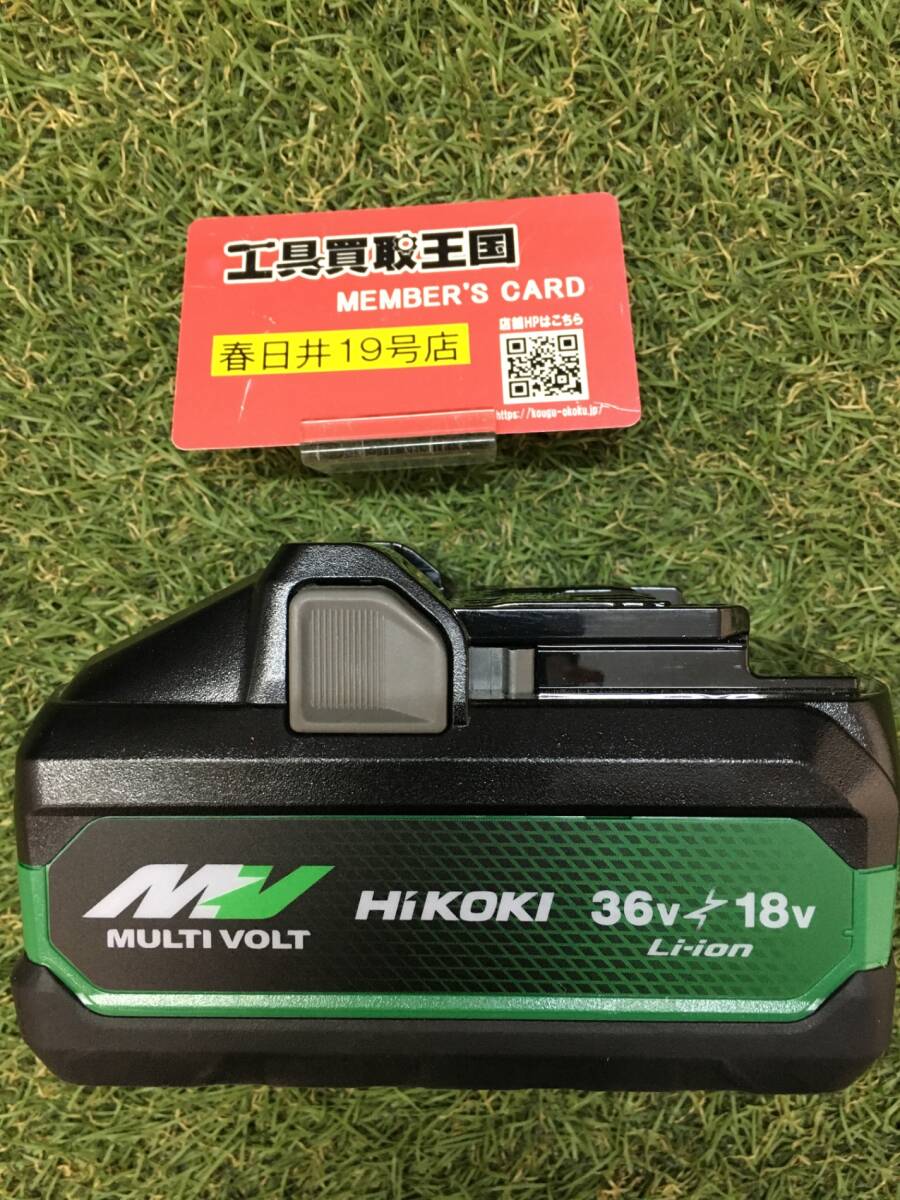 工具買取王国
MEMBER'S CARD
店舗HPはこちら
春日井19号店
https://kougu-okoku.jp/
MV
MULTI VOLT
HiKOKI
36v⚡18v
Li-ion